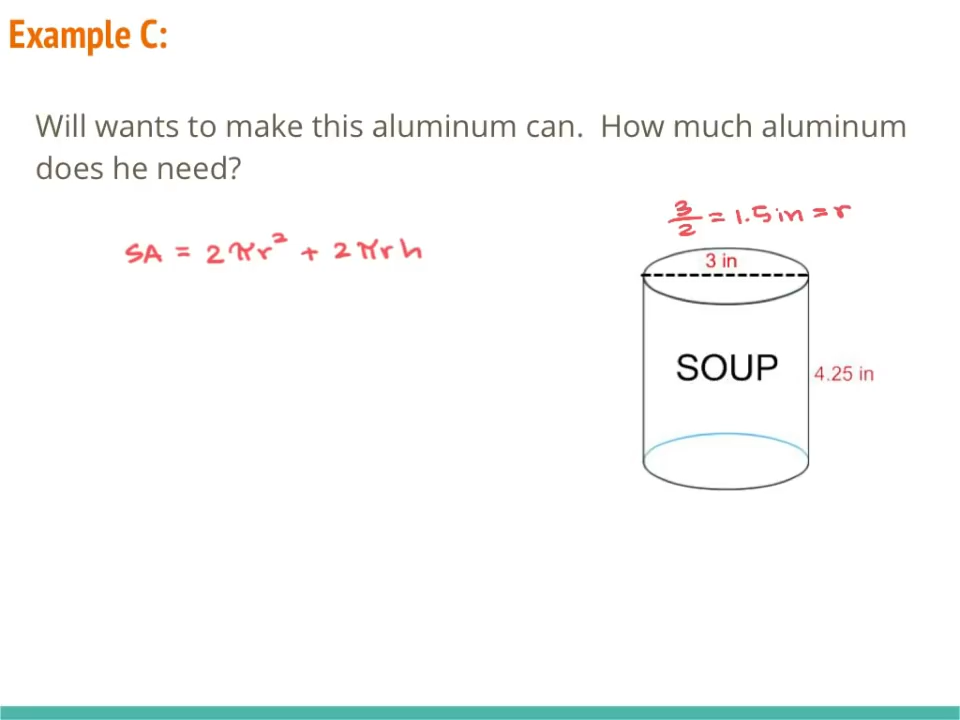 Example C:
Will wants to make this aluminum can. How much aluminum
does he need?
3/2 = 1.5 in = r
SA = 2πr² + 2πrh
3 in
SOUP
4.25 in